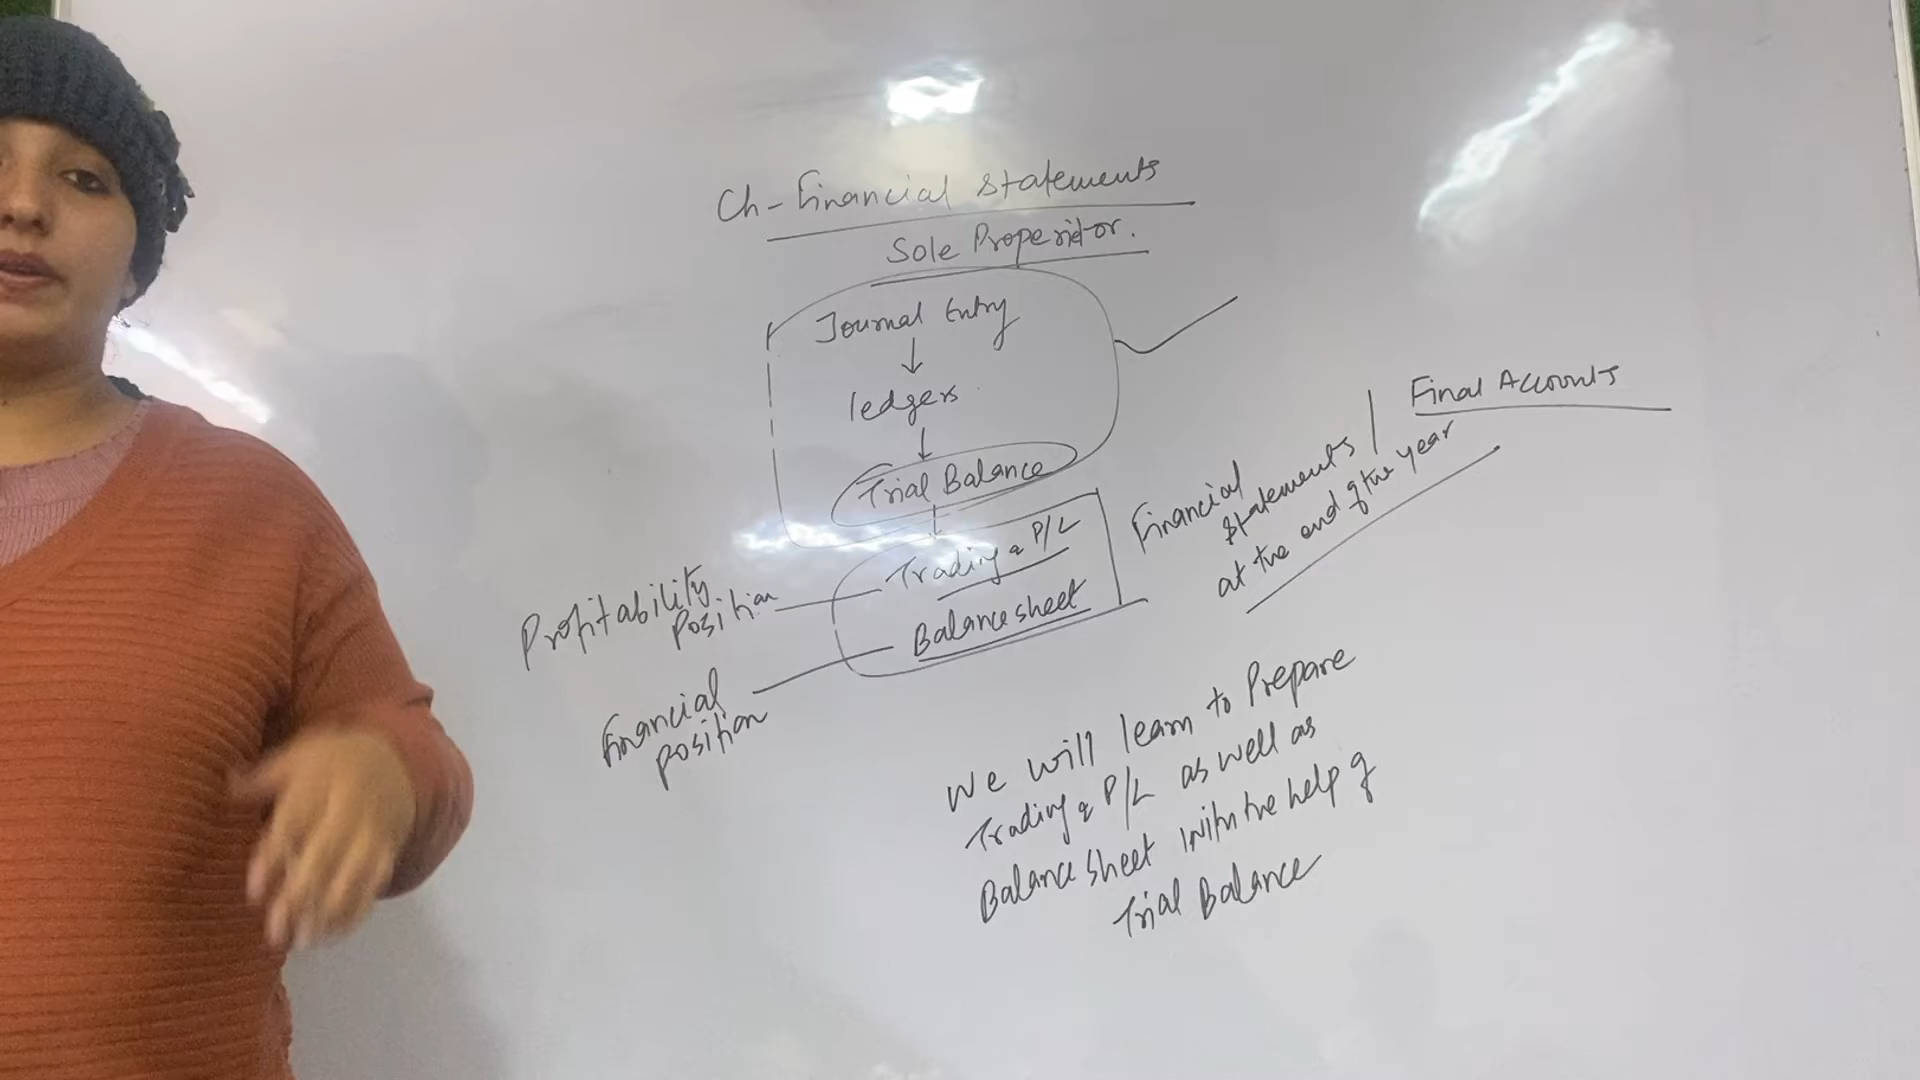 Ch-Financial Statements
Sole Properietor.
Journal Entry
ledgers
Trial Balance
Trading & P/L
Balance sheet
Profitability
Position
Financial
position
Financial
Statements / Final Accounts
at the end of the year
We will learn to Prepare
Trading & P/L as well as
Balance Sheet with the help of
Trial Balance